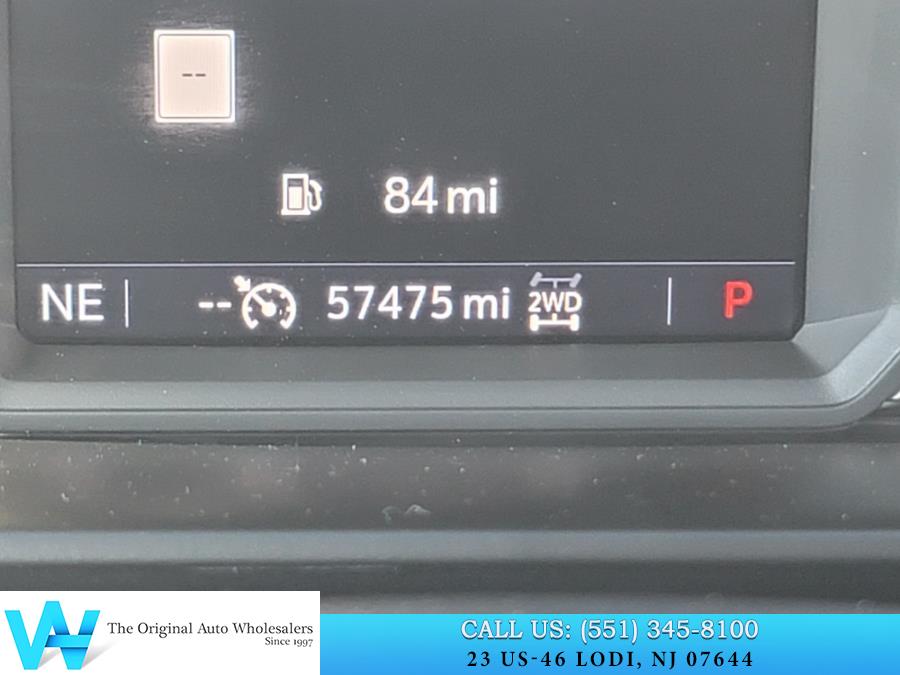 --
84 mi
NE -- 57475 mi 2WD P
The Original Auto Wholesalers
Since 1997
CALL US: (551) 345-8100
23 US-46 LODI, NJ 07644